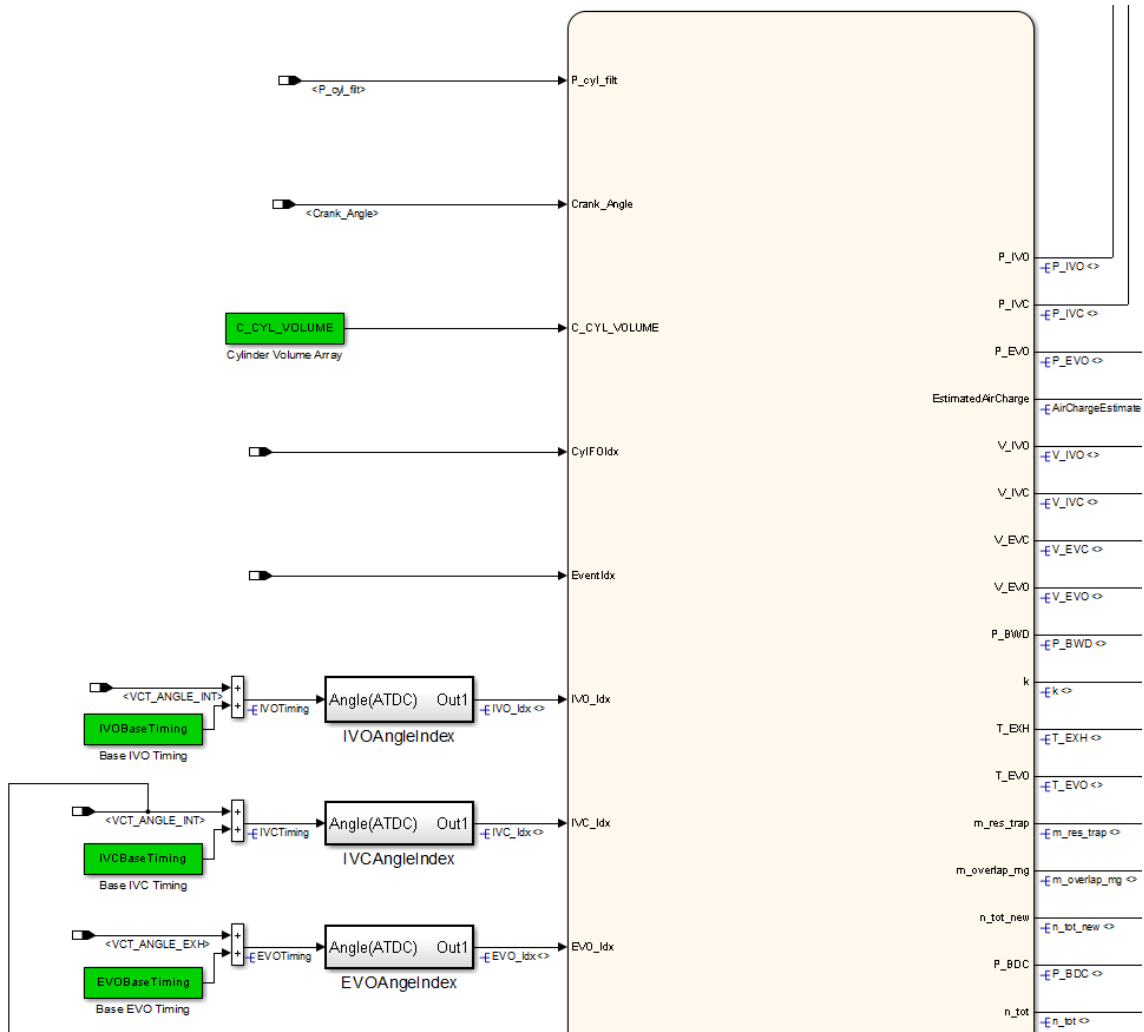 P_cyl_filt
<P_cyl_filt>
Crank_Angle
<Crank_Angle>
P_IVO
P_IVO <>
P_IVC
P_IVC <>
C_CYL_VOLUME
C_CYL_VOLUME
Cylinder Volume Array
P_EVO
P_EVO <>
EstimatedAirCharge
AirChargeEstimate
CylFOIdx
V_IVO
V_IVO <>
V_IVC
V_IVC <>
V_EVC
V_EVC <>
EventIdx
V_EVO
V_EVO <>
P_BWD
P_BWD <>
<VCT_ANGLE_INT>
IVOBaseTiming
Base IVO Timing
IVOTiming
Angle(ATDC) Out1
IVOAngleIndex
IVO_Idx <>
IVO_Idx
k
k <>
T_EXH
T_EXH <>
T_EVO
T_EVO <>
<VCT_ANGLE_INT>
IVCBaseTiming
Base IVC Timing
IVCTiming
Angle(ATDC) Out1
IVCAngleIndex
IVC_Idx <>
IVC_Idx
m_res_trap
m_res_trap <>
m_overlap_mg
m_overlap_mg <>
n_tot_new
n_tot_new <>
<VCT_ANGLE_EXH>
EVOBaseTiming
Base EVO Timing
EVOTiming
Angle(ATDC) Out1
EVOAngeIndex
EVO_Idx <>
EVO_Idx
P_BDC
P_BDC <>
n_tot
n_tot <>